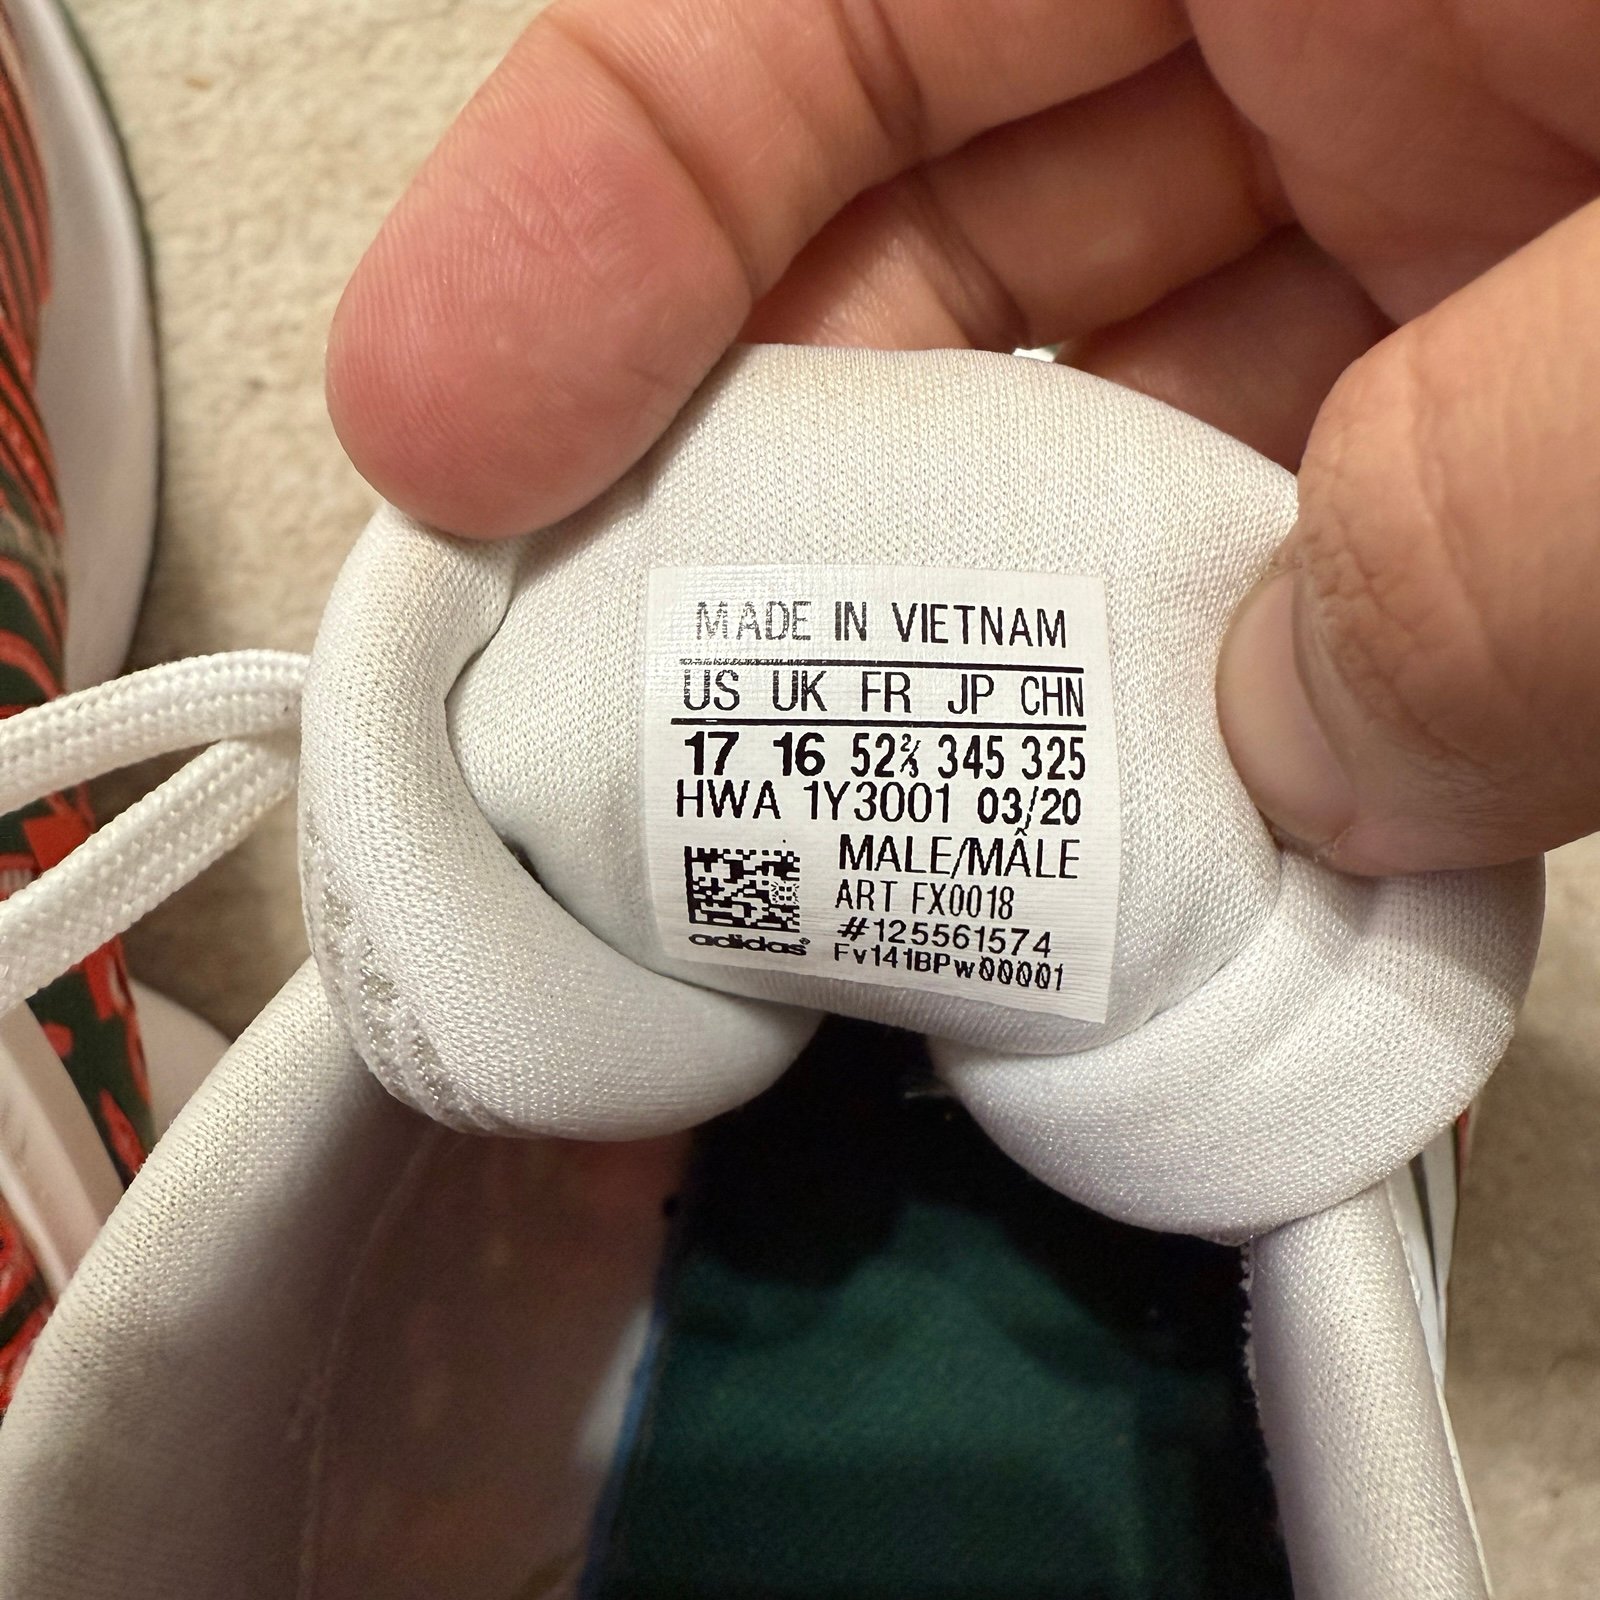 MADE IN VIETNAM
US UK FR JP CHN
17 16 52⅔ 345 325
HWA 1Y3001 03/20
MALE/MÂLE
ART FX0018
#125561574
adidas®
Fv141BPw00001